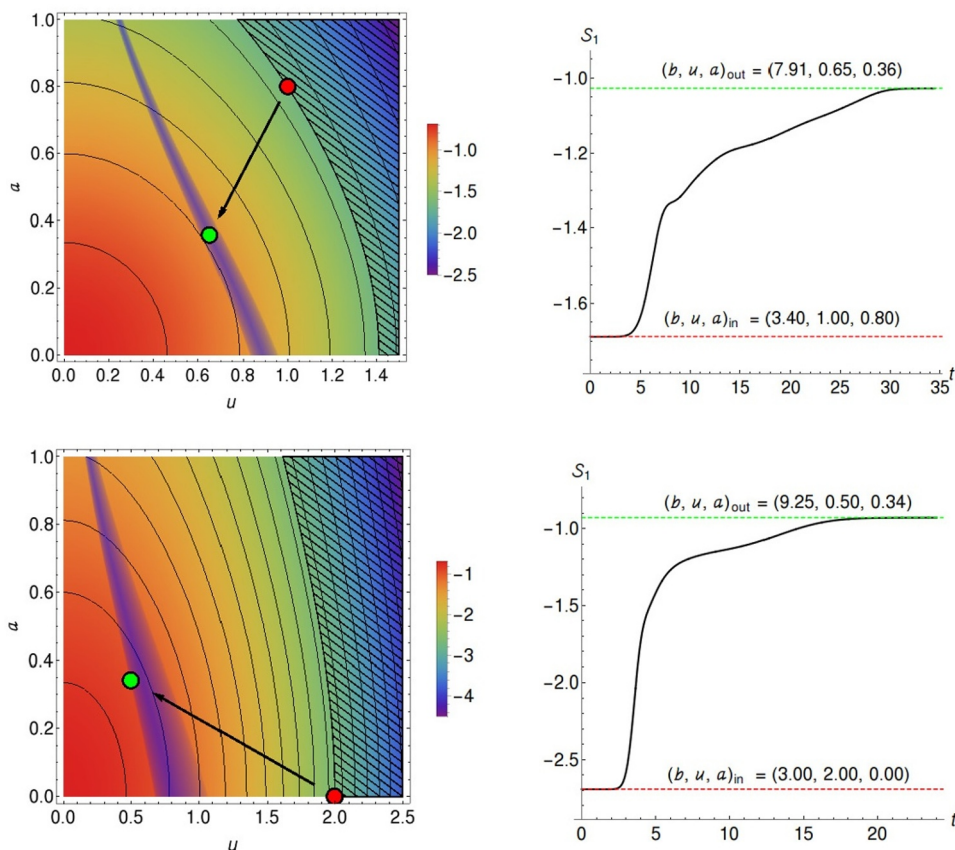 1.0
0.8
0.6
0.4
0.2
0.0
a
0.0 0.2 0.4 0.6 0.8 1.0 1.2 1.4
u
-1.0
-1.5
-2.0
-2.5
S₁
-1.0
-1.2
-1.4
-1.6
(b, u, a)out = (7.91, 0.65, 0.36)
(b, u, a)in = (3.40, 1.00, 0.80)
0 5 10 15 20 25 30 35 t
1.0
0.8
0.6
0.4
0.2
0.0
a
0.0 0.5 1.0 1.5 2.0 2.5
u
-1
-2
-3
-4
S₁
-1.0
-1.5
-2.0
-2.5
(b, u, a)out = (9.25, 0.50, 0.34)
(b, u, a)in = (3.00, 2.00, 0.00)
0 5 10 15 20 t